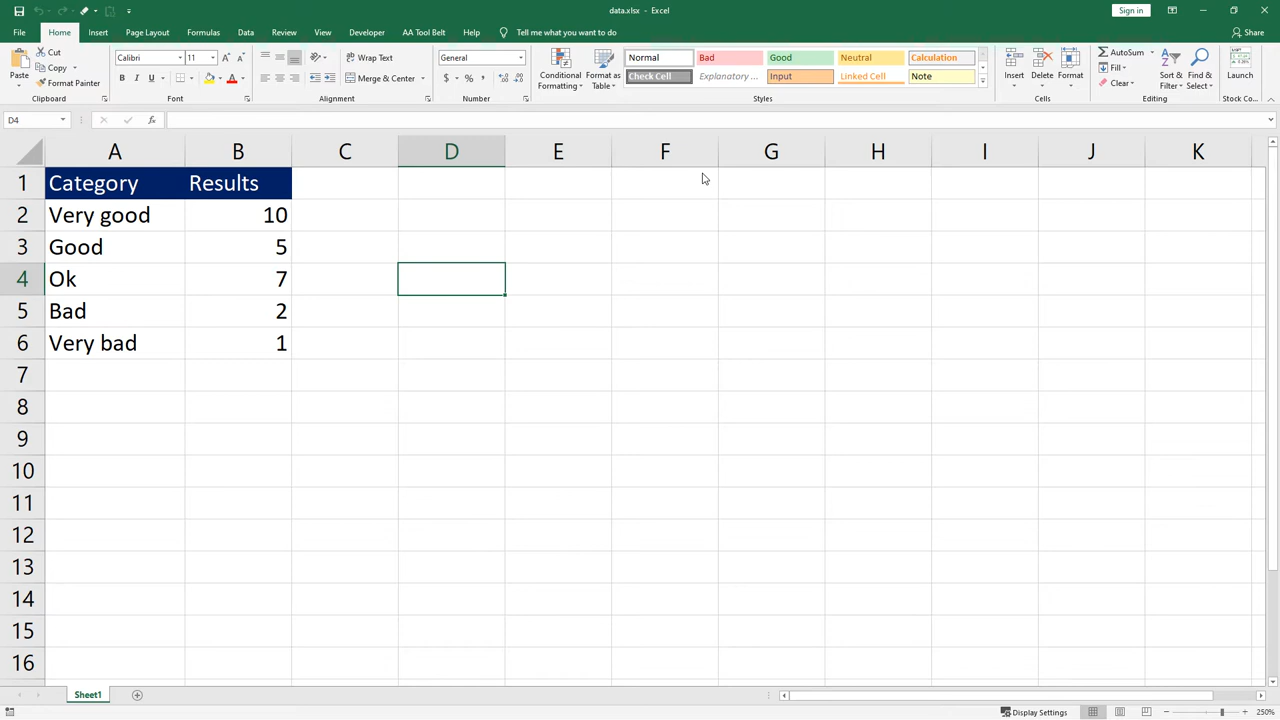 data.xlsx - Excel
Sign in
File Home Insert Page Layout Formulas Data Review View Developer AA Tool Belt Help Tell me what you want to do Share
Paste
Cut
Copy
Format Painter
Clipboard
Calibri 11
B I U A
Font
Wrap Text
Merge & Center
Alignment
General
$ % ,
Number
Conditional Formatting
Format as Table
Normal Bad Good Neutral Calculation
Check Cell Explanatory ... Input Linked Cell Note
Styles
Insert Delete Format
Cells
AutoSum
Fill
Clear
Sort & Filter
Find & Select
Editing
Launch
Stock Co...
D4 fx
A B C D E F G H I J K
1 Category Results
2 Very good 10
3 Good 5
4 Ok 7
5 Bad 2
6 Very bad 1
7
8
9
10
11
12
13
14
15
16
Sheet1
Display Settings 250%